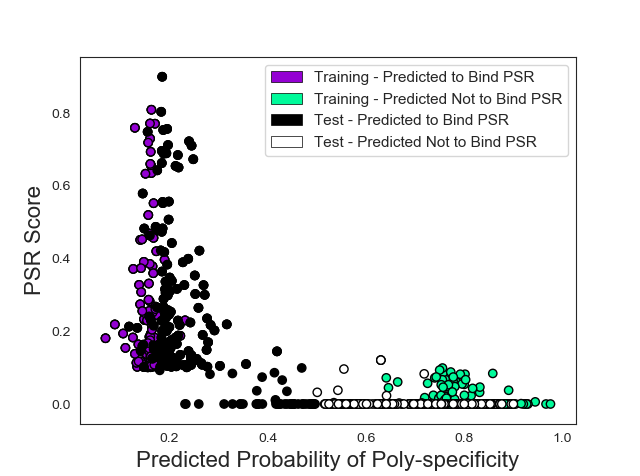 Training - Predicted to Bind PSR
Training - Predicted Not to Bind PSR
Test - Predicted to Bind PSR
Test - Predicted Not to Bind PSR
PSR Score
0.8
0.6
0.4
0.2
0.0
0.2 0.4 0.6 0.8 1.0
Predicted Probability of Poly-specificity